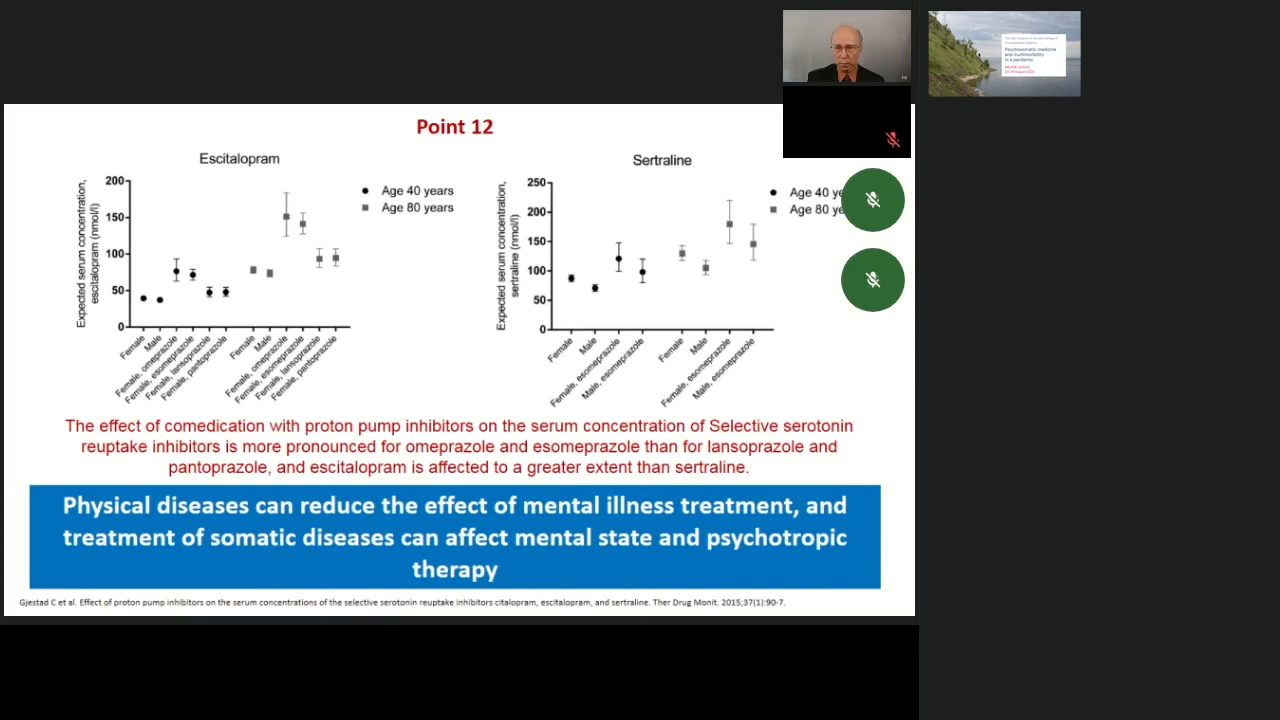 Point 12
Escitalopram
Expected serum concentration,
escitalopram (nmol/l)
200
150
100
50
0
Age 40 years
Age 80 years
Female
Male
Female, omeprazole
Female, esomeprazole
Female, lansoprazole
Female, pantoprazole
Female
Male
Female, omeprazole
Female, esomeprazole
Female, lansoprazole
Female, pantoprazole
Sertraline
Expected serum concentration,
sertraline (nmol/l)
250
200
150
100
50
0
Age 40 ye
Age 80 ye
Female
Male
Female, esomeprazole
Male, esomeprazole
Female
Male
Female, esomeprazole
Male, esomeprazole
The effect of comedication with proton pump inhibitors on the serum concentration of Selective serotonin
reuptake inhibitors is more pronounced for omeprazole and esomeprazole than for lansoprazole and
pantoprazole, and escitalopram is affected to a greater extent than sertraline.
Physical diseases can reduce the effect of mental illness treatment, and
treatment of somatic diseases can affect mental state and psychotropic
therapy
Gjestad C et al. Effect of proton pump inhibitors on the serum concentrations of the selective serotonin reuptake inhibitors citalopram, escitalopram, and sertraline. Ther Drug Monit. 2015;37(1):90-7.
Psychosomatic medicine
and multimorbidity
in a pandemic